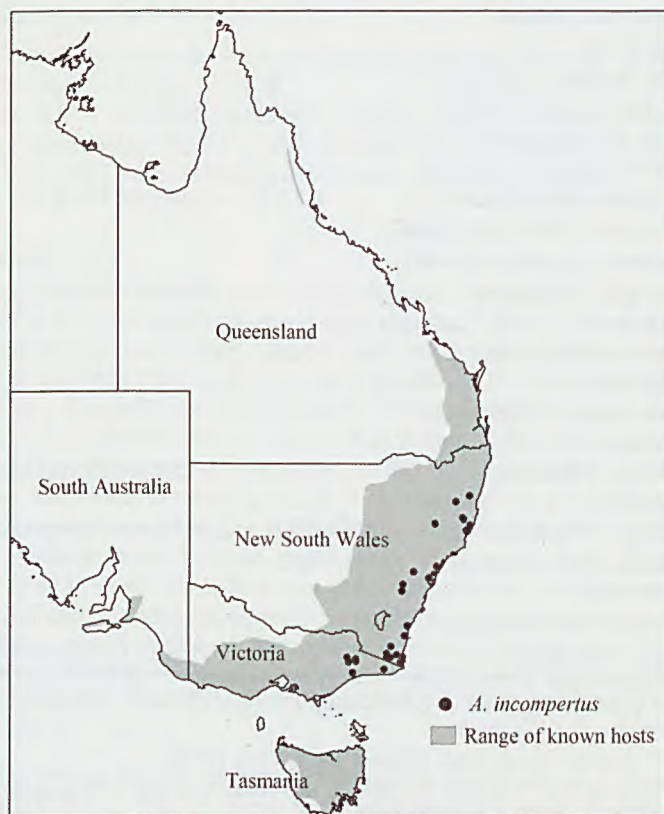 Queensland
South Australia
New South Wales
Victoria
A. incompertus
Range of known hosts
Tasmania